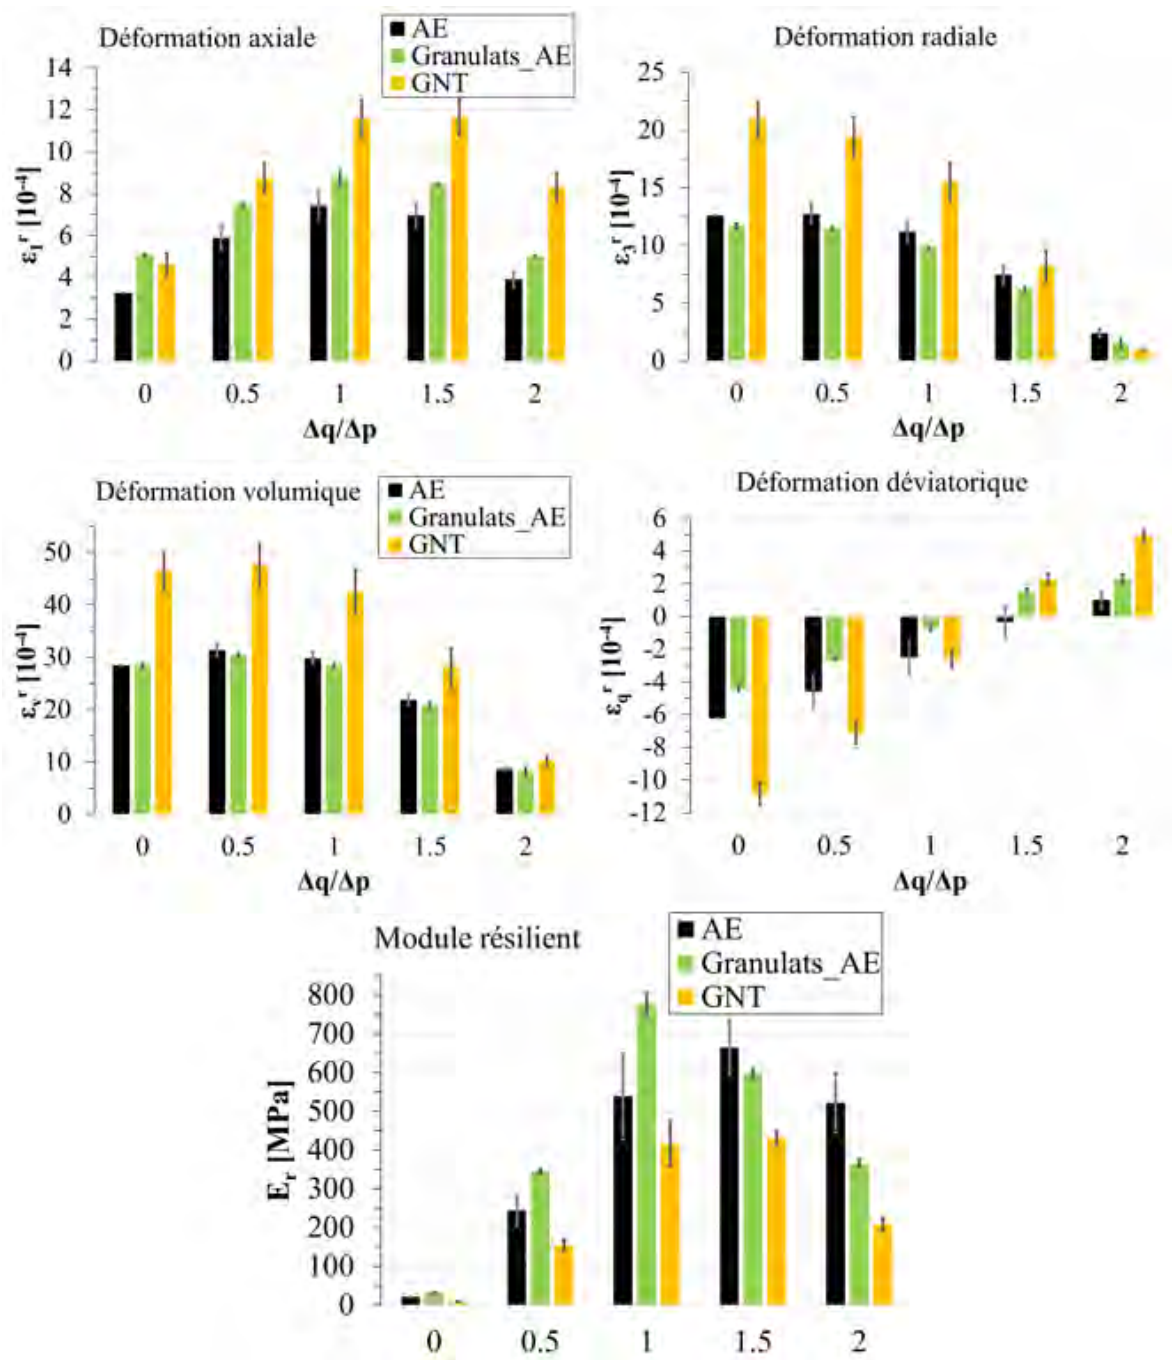 Déformation axiale
AE
Granulats_AE
GNT
14
12
10
8
6
4
2
0
ε₁ʳ [10⁻⁴]
0 0.5 1 1.5 2
Δq/Δp
Déformation radiale
25
20
15
10
5
0
ε₃ʳ [10⁻⁴]
0 0.5 1 1.5 2
Δq/Δp
Déformation volumique
AE
Granulats_AE
GNT
50
40
30
20
10
0
εᵥʳ [10⁻⁴]
0 0.5 1 1.5 2
Δq/Δp
Déformation déviatorique
6
4
2
0
-2
-4
-6
-8
-10
-12
ε_qʳ [10⁻⁴]
0 0.5 1 1.5 2
Δq/Δp
Module résilient
AE
Granulats_AE
GNT
800
700
600
500
400
300
200
100
0
Eᵣ [MPa]
0 0.5 1 1.5 2